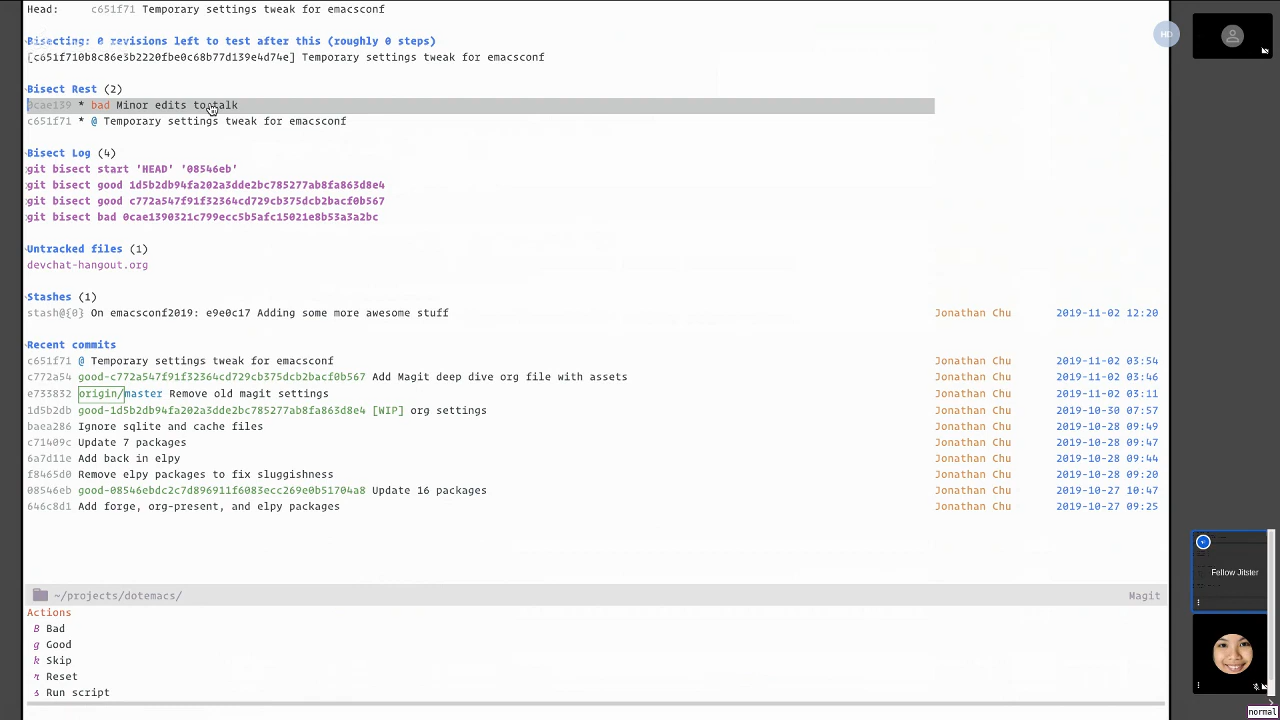 Head: c651f71 Temporary settings tweak for emacsconf
Bisecting: 0 revisions left to test after this (roughly 0 steps)
[c651f710b8c86e3b2220fbe0c68b77d139e4d74e] Temporary settings tweak for emacsconf
Bisect Rest (2)
0cae139 * bad Minor edits to talk
c651f71 * @ Temporary settings tweak for emacsconf
Bisect Log (4)
git bisect start 'HEAD' '08546eb'
git bisect good 1d5b2db94fa202a3dde2bc785277ab8fa863d8e4
git bisect good c772a547f91f32364cd729cb375dcb2bacf0b567
git bisect bad 0cae1390321c799ecc5b5afc15021e8b53a3a2bc
Untracked files (1)
devchat-hangout.org
Stashes (1)
stash@{0} On emacsconf2019: e9e0c17 Adding some more awesome stuff Jonathan Chu 2019-11-02 12:20
Recent commits
c651f71 @ Temporary settings tweak for emacsconf Jonathan Chu 2019-11-02 03:54
c772a54 good-c772a547f91f32364cd729cb375dcb2bacf0b567 Add Magit deep dive org file with assets Jonathan Chu 2019-11-02 03:46
e733832 origin/master Remove old magit settings Jonathan Chu 2019-11-02 03:11
1d5b2db good-1d5b2db94fa202a3dde2bc785277ab8fa863d8e4 [WIP] org settings Jonathan Chu 2019-10-30 07:57
baea286 Ignore sqlite and cache files Jonathan Chu 2019-10-28 09:49
c71409c Update 7 packages Jonathan Chu 2019-10-28 09:47
6a7d11e Add back in elpy Jonathan Chu 2019-10-28 09:44
f8465d0 Remove elpy packages to fix sluggishness Jonathan Chu 2019-10-28 09:20
08546eb good-08546ebdc2c7d896911f6083ecc269e0b51704a8 Update 16 packages Jonathan Chu 2019-10-27 10:47
646c8d1 Add forge, org-present, and elpy packages Jonathan Chu 2019-10-27 09:25
~/projects/dotemacs/ Magit
Actions
B Bad
g Good
k Skip
r Reset
s Run script
HD
Fellow Jitster
normal